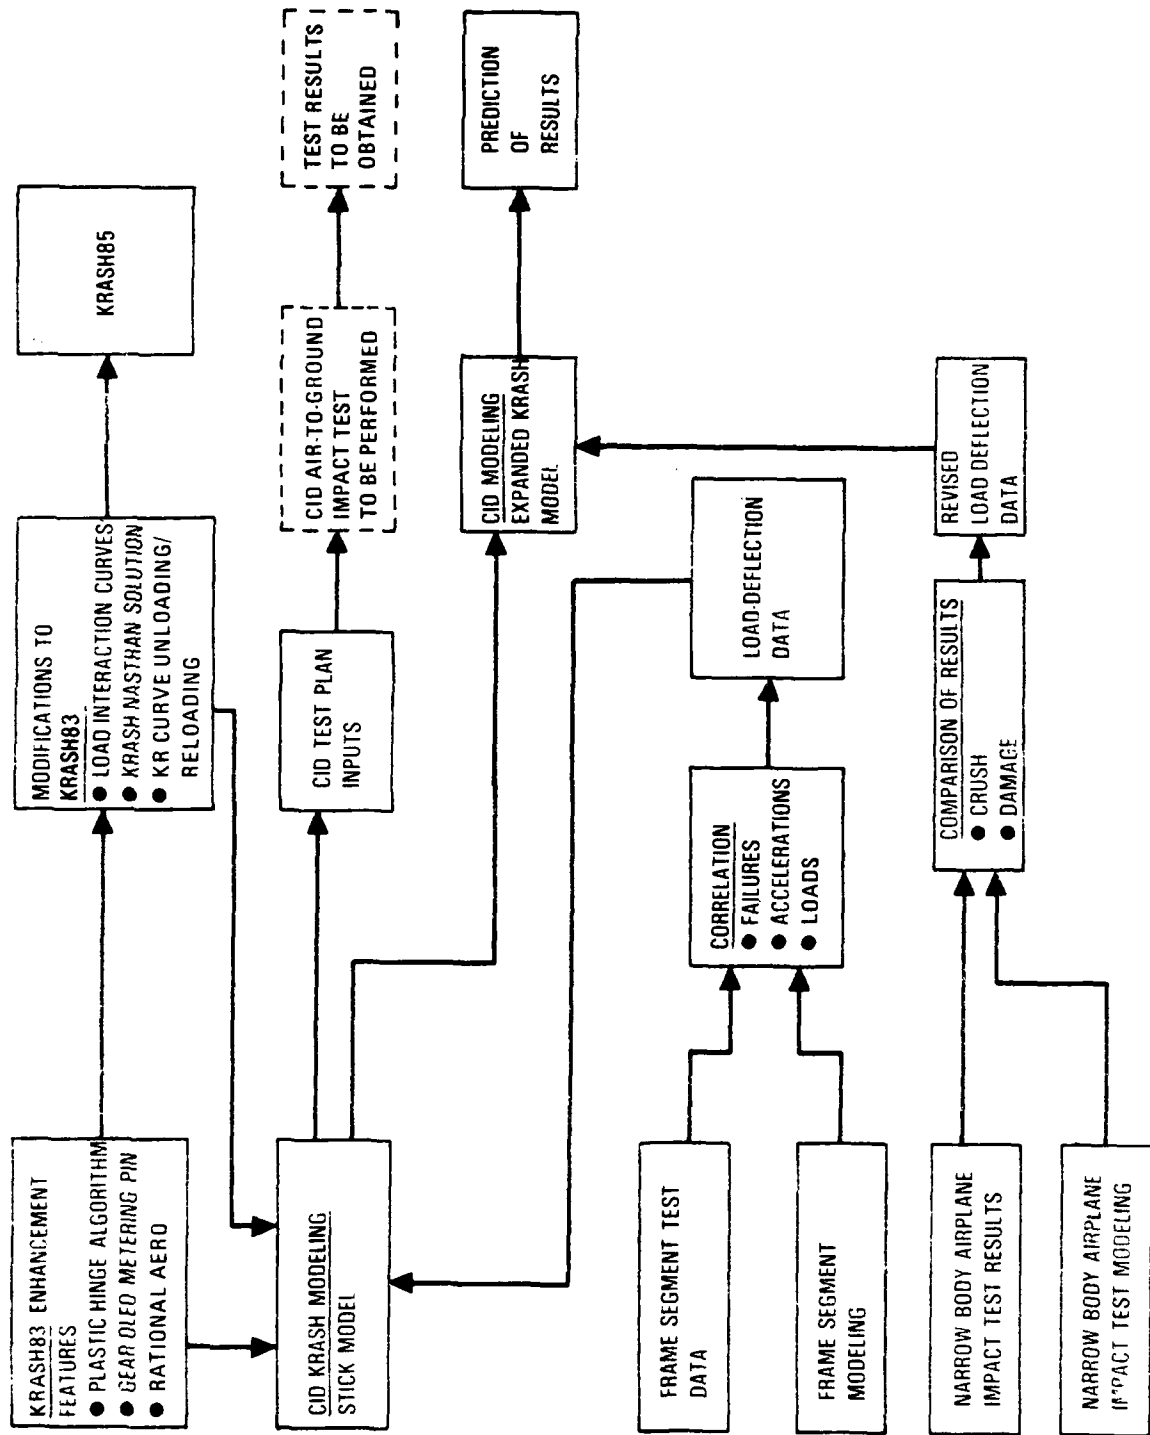 KRASH83 ENHANCEMENT
FEATURES
● PLASTIC HINGE ALGORITHM
● GEAR OLEO METERING PIN
● RATIONAL AERO
MODIFICATIONS TO
KRASH83
● LOAD INTERACTION CURVES
● KRASH NASTHAN SOLUTION
● KR CURVE UNLOADING/
RELOADING
KRASH85
CID KRASH MODELING
STICK MODEL
CID TEST PLAN
INPUTS
CID AIR-TO-GROUND
IMPACT TEST
TO BE PERFORMED
TEST RESULTS
TO BE
OBTAINED
CID MODELING
EXPANDED KRASH
MODEL
PREDICTION
OF
RESULTS
FRAME SEGMENT TEST
DATA
FRAME SEGMENT
MODELING
CORRELATION
● FAILURES
● ACCELERATIONS
● LOADS
LOAD-DEFLECTION
DATA
NARROW BODY AIRPLANE
IMPACT TEST RESULTS
NARROW BODY AIRPLANE
IMPACT TEST MODELING
COMPARISON OF RESULTS
● CRUSH
● DAMAGE
REVISED
LOAD DEFLECTION
DATA